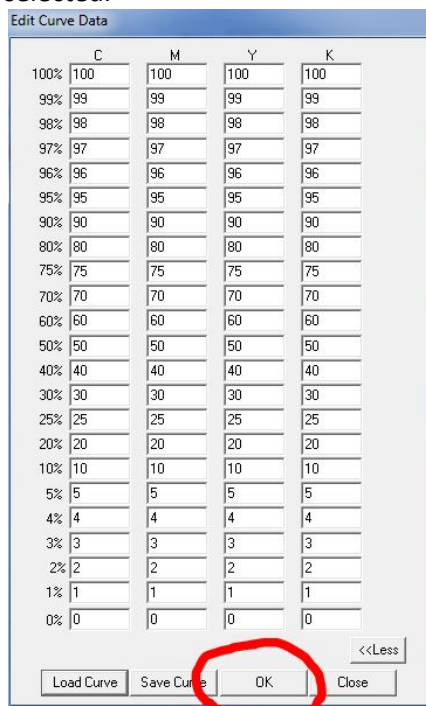 Edit Curve Data
C M Y K
100% 100 100 100 100
99% 99 99 99 99
98% 98 98 98 98
97% 97 97 97 97
96% 96 96 96 96
95% 95 95 95 95
90% 90 90 90 90
80% 80 80 80 80
75% 75 75 75 75
70% 70 70 70 70
60% 60 60 60 60
50% 50 50 50 50
40% 40 40 40 40
30% 30 30 30 30
25% 25 25 25 25
20% 20 20 20 20
10% 10 10 10 10
5% 5 5 5 5
4% 4 4 4 4
3% 3 3 3 3
2% 2 2 2 2
1% 1 1 1 1
0% 0 0 0 0
<<Less
Load Curve Save Curve OK Close